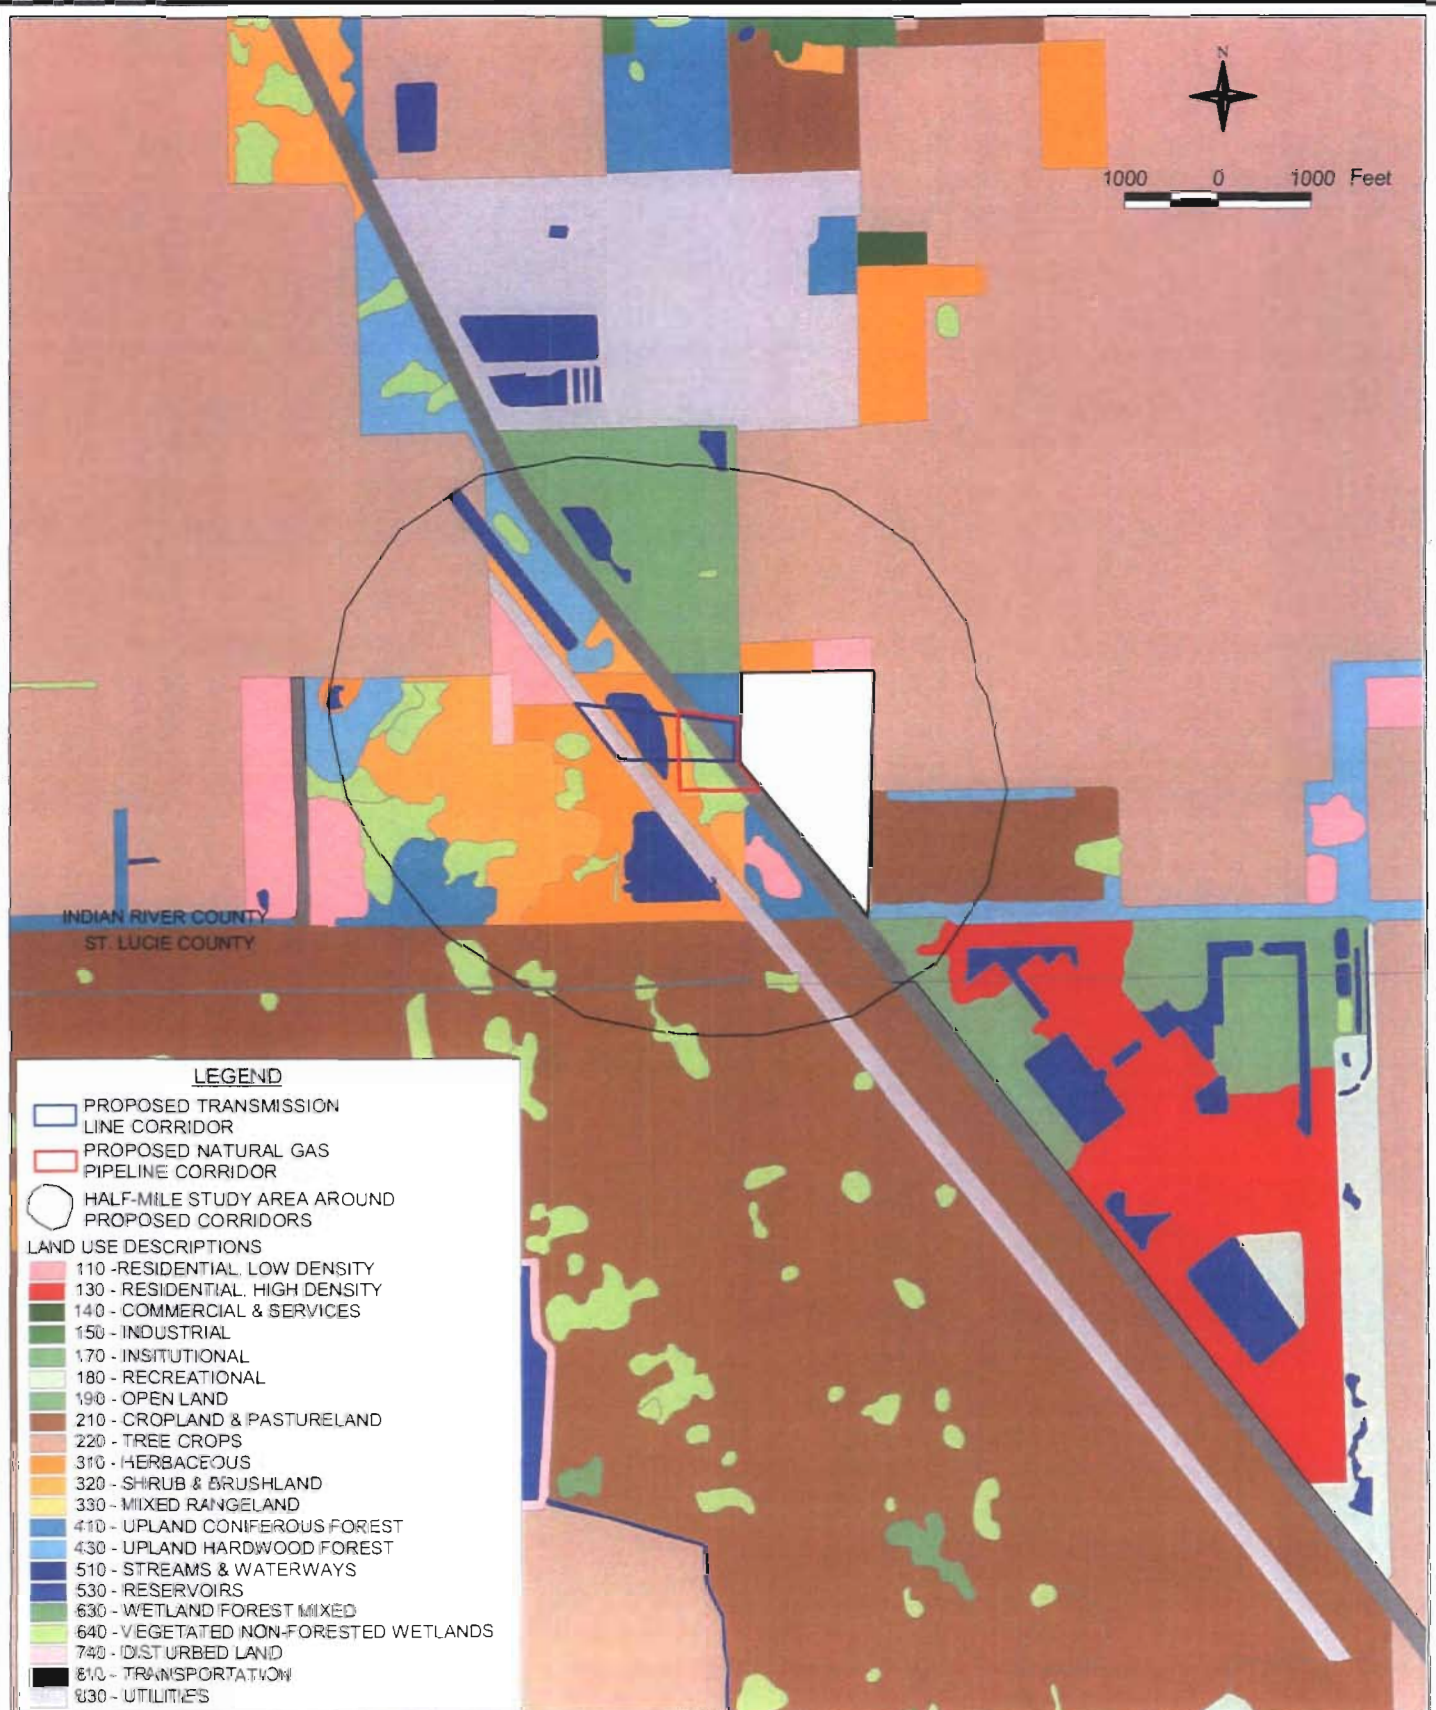 N
1000 0 1000 Feet
INDIAN RIVER COUNTY
ST. LUCIE COUNTY
LEGEND
PROPOSED TRANSMISSION
LINE CORRIDOR
PROPOSED NATURAL GAS
PIPELINE CORRIDOR
HALF-MILE STUDY AREA AROUND
PROPOSED CORRIDORS
LAND USE DESCRIPTIONS
110 -RESIDENTIAL, LOW DENSITY
130 - RESIDENTIAL, HIGH DENSITY
140 - COMMERCIAL & SERVICES
150 - INDUSTRIAL
170 - INSITUTIONAL
180 - RECREATIONAL
190 - OPEN LAND
210 - CROPLAND & PASTURELAND
220 - TREE CROPS
310 - HERBACEOUS
320 - SHRUB & BRUSHLAND
330 - MIXED RANGELAND
410 - UPLAND CONIFEROUS FOREST
430 - UPLAND HARDWOOD FOREST
510 - STREAMS & WATERWAYS
530 - RESERVOIRS
630 - WETLAND FOREST MIXED
640 - VEGETATED NON-FORESTED WETLANDS
740 - DISTURBED LAND
810 - TRANSPORTATION
830 - UTILITIES